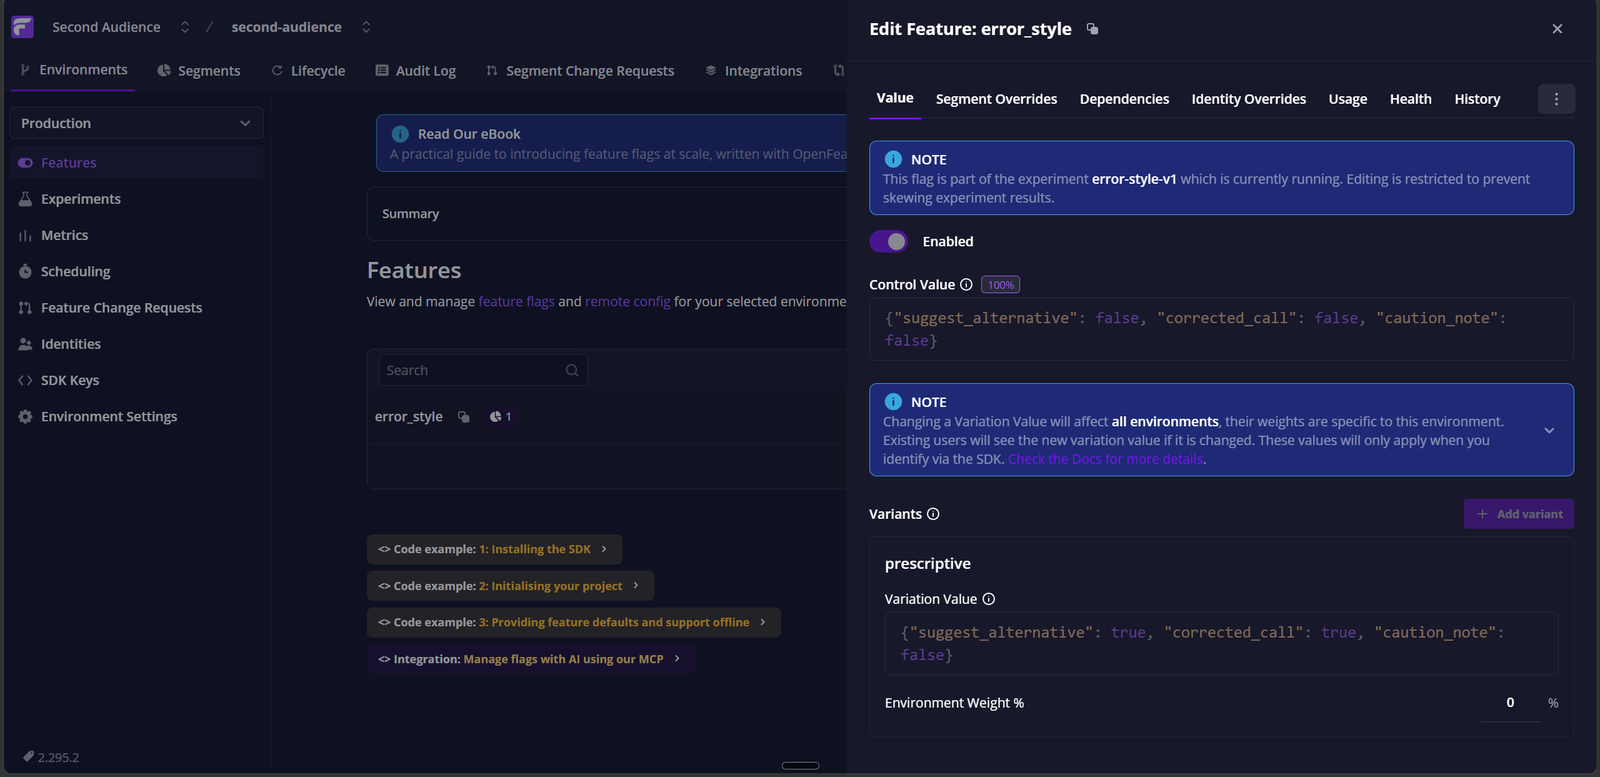 Second Audience / second-audience
Environments Segments Lifecycle Audit Log Segment Change Requests Integrations
Production
Features
Experiments
Metrics
Scheduling
Feature Change Requests
Identities
SDK Keys
Environment Settings
2.295.2
Read Our eBook
A practical guide to introducing feature flags at scale, written with OpenFea
Summary
Features
View and manage feature flags and remote config for your selected environme
Search
error_style 1
<> Code example: 1: Installing the SDK >
<> Code example: 2: Initialising your project >
<> Code example: 3: Providing feature defaults and support offline >
<> Integration: Manage flags with AI using our MCP >
Edit Feature: error_style
Value Segment Overrides Dependencies Identity Overrides Usage Health History
NOTE
This flag is part of the experiment error-style-v1 which is currently running. Editing is restricted to prevent
skewing experiment results.
Enabled
Control Value 100%
{"suggest_alternative": false, "corrected_call": false, "caution_note":
false}
NOTE
Changing a Variation Value will affect all environments, their weights are specific to this environment.
Existing users will see the new variation value if it is changed. These values will only apply when you
identify via the SDK. Check the Docs for more details.
Variants
+ Add variant
prescriptive
Variation Value
{"suggest_alternative": true, "corrected_call": true, "caution_note":
false}
Environment Weight % 0 %